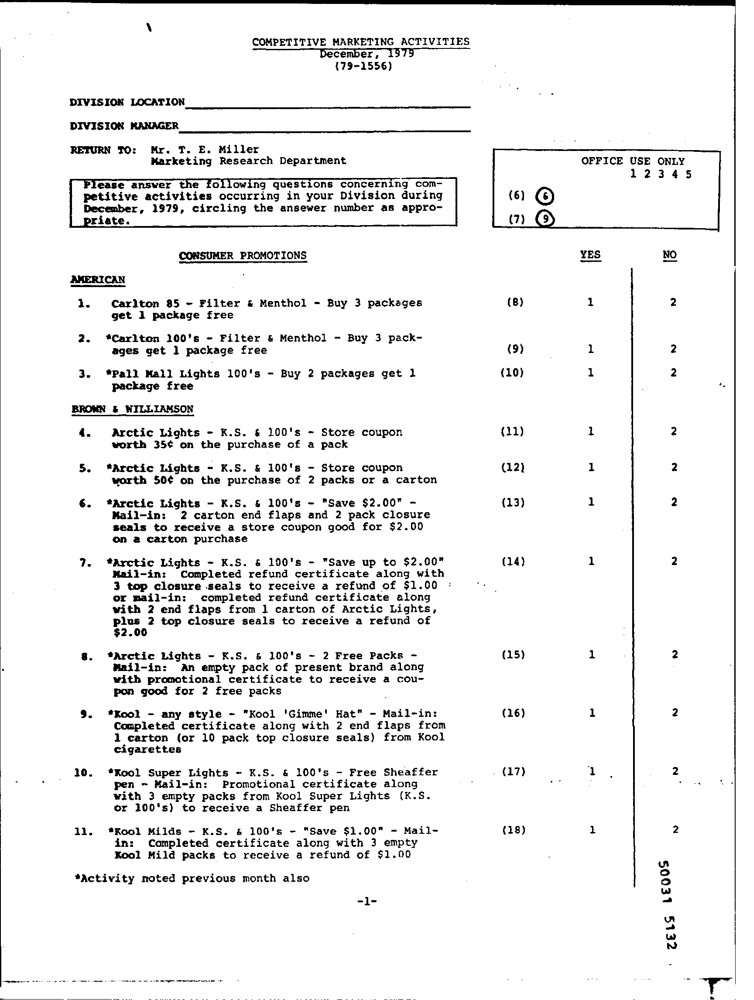 COMPETITIVE MARKETING ACTIVITIES
December, 1979
(79-1556)
DIVISION LOCATION
DIVISION MANAGER
RETURN TO: Mr. T. E. Miller
Marketing Research Department
Please answer the following questions concerning com-
petitive activities occurring in your Division during
December, 1979, circling the ansewer number as appro-
priate.
OFFICE USE ONLY
1 2 3 4 5
(6) 6
(7) 9
CONSUMER PROMOTIONS YES NO
AMERICAN
1. Carlton 85 - Filter & Menthol - Buy 3 packages (8) 1 2
get 1 package free
2. *Carlton 100's - Filter & Menthol - Buy 3 pack-
ages get 1 package free (9) 1 2
3. *Pall Mall Lights 100's - Buy 2 packages get 1 (10) 1 2
package free
BROWN & WILLIAMSON
4. Arctic Lights - K.S. & 100's - Store coupon (11) 1 2
worth 35¢ on the purchase of a pack
5. *Arctic Lights - K.S. & 100's - Store coupon (12) 1 2
worth 50¢ on the purchase of 2 packs or a carton
6. *Arctic Lights - K.S. & 100's - "Save $2.00" - (13) 1 2
Mail-in: 2 carton end flaps and 2 pack closure
seals to receive a store coupon good for $2.00
on a carton purchase
7. *Arctic Lights - K.S. & 100's - "Save up to $2.00" (14) 1 2
Mail-in: Completed refund certificate along with
3 top closure seals to receive a refund of $1.00
or mail-in: completed refund certificate along
with 2 end flaps from 1 carton of Arctic Lights,
plus 2 top closure seals to receive a refund of
$2.00
8. *Arctic Lights - K.S. & 100's - 2 Free Packs - (15) 1 2
Mail-in: An empty pack of present brand along
with promotional certificate to receive a cou-
pon good for 2 free packs
9. *Kool - any style - "Kool 'Gimme' Hat" - Mail-in: (16) 1 2
Completed certificate along with 2 end flaps from
1 carton (or 10 pack top closure seals) from Kool
cigarettes
10. *Kool Super Lights - K.S. & 100's - Free Sheaffer (17) 1 2
pen - Mail-in: Promotional certificate along
with 3 empty packs from Kool Super Lights (K.S.
or 100's) to receive a Sheaffer pen
11. *Kool Milds - K.S. & 100's - "Save $1.00" - Mail- (18) 1 2
in: Completed certificate along with 3 empty
Kool Mild packs to receive a refund of $1.00
*Activity noted previous month also
-1-
50031 5132